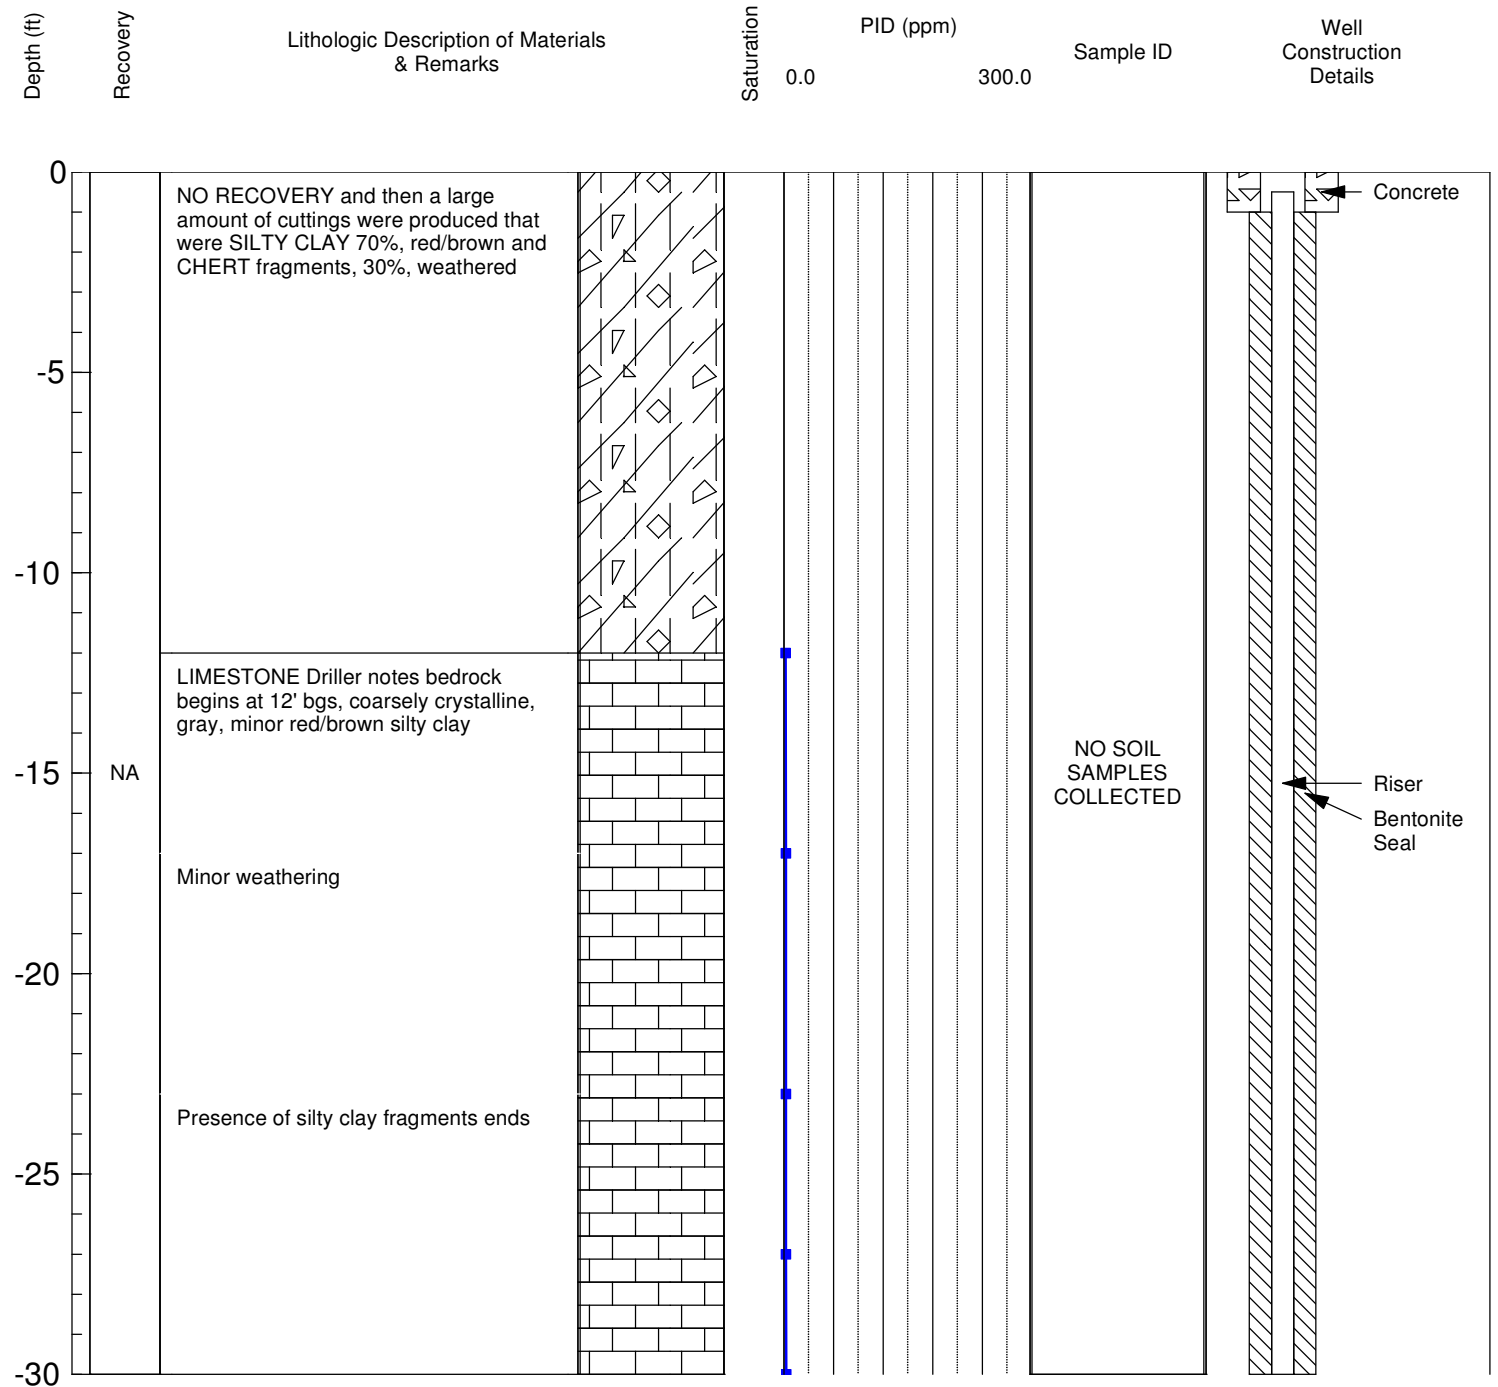 Depth (ft)
Recovery
Lithologic Description of Materials
& Remarks
Saturation
PID (ppm)
0.0
300.0
Sample ID
Well
Construction
Details
0
NO RECOVERY and then a large
amount of cuttings were produced that
were SILTY CLAY 70%, red/brown and
CHERT fragments, 30%, weathered
Concrete
-5
-10
LIMESTONE Driller notes bedrock
begins at 12' bgs, coarsely crystalline,
gray, minor red/brown silty clay
-15
NA
NO SOIL
SAMPLES
COLLECTED
Riser
Bentonite
Seal
Minor weathering
-20
Presence of silty clay fragments ends
-25
-30